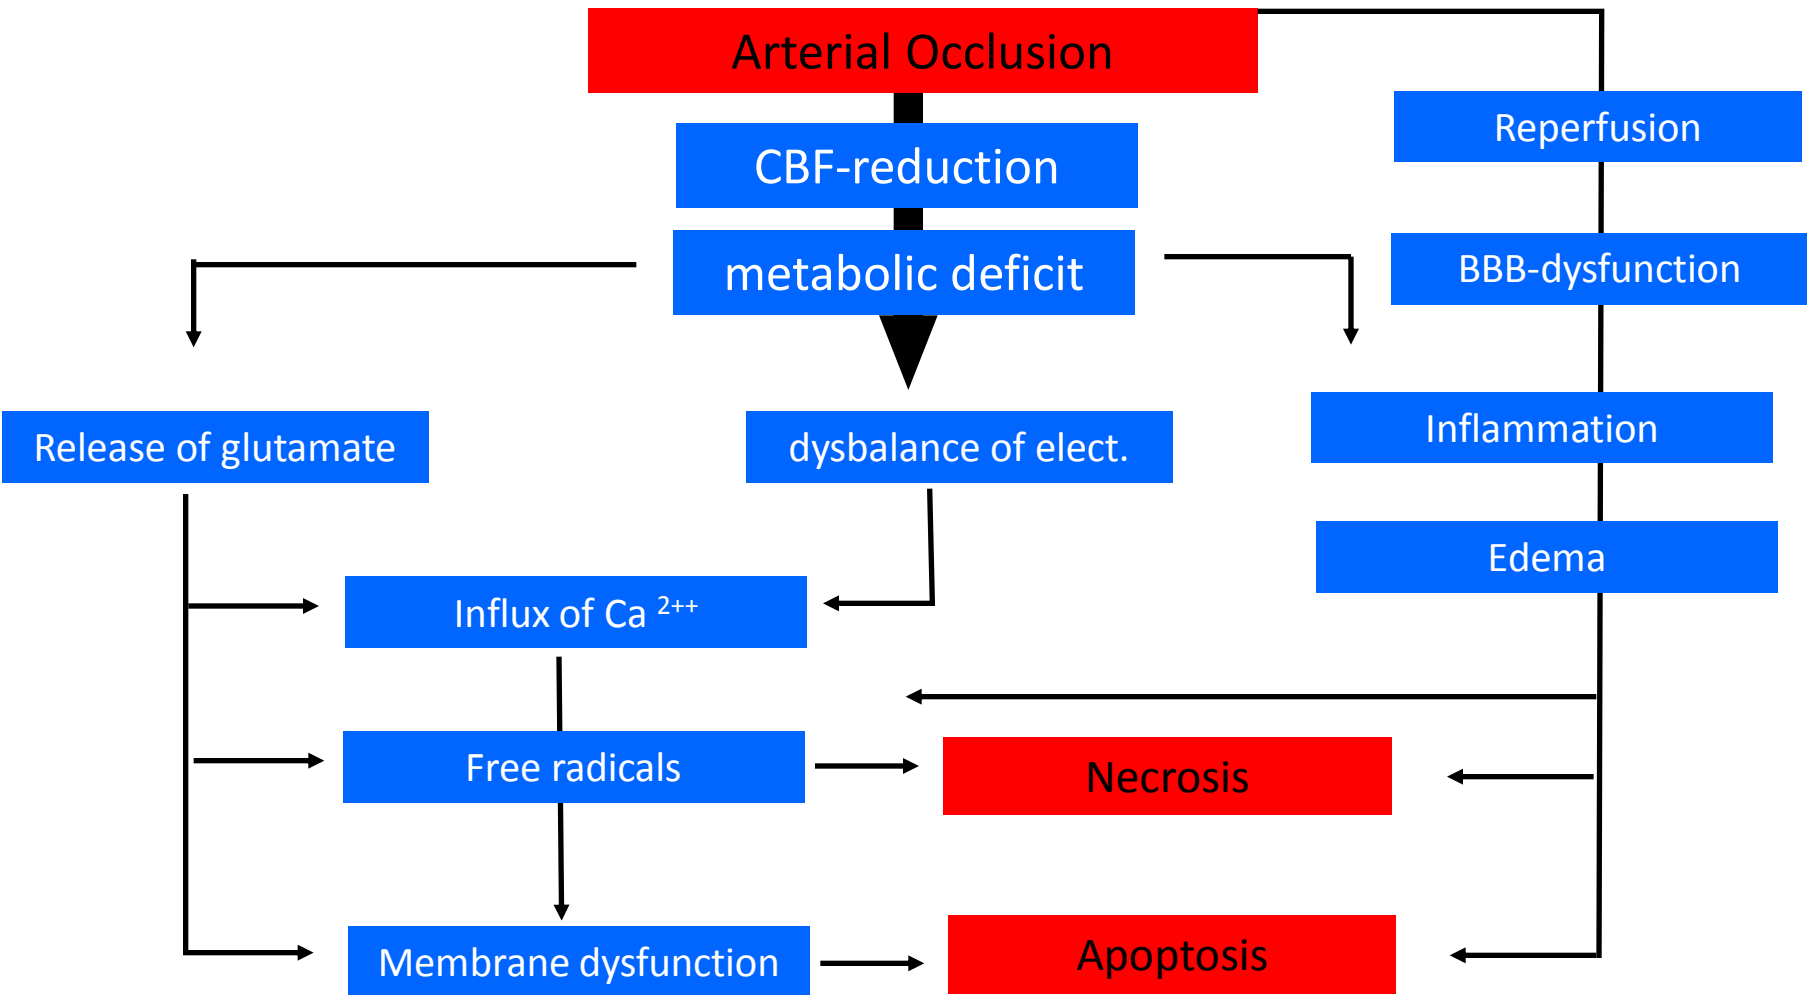 Arterial Occlusion
Reperfusion
CBF-reduction
BBB-dysfunction
metabolic deficit
Inflammation
Release of glutamate
dysbalance of elect.
Edema
Influx of Ca ²⁺⁺
Free radicals
Necrosis
Membrane dysfunction
Apoptosis